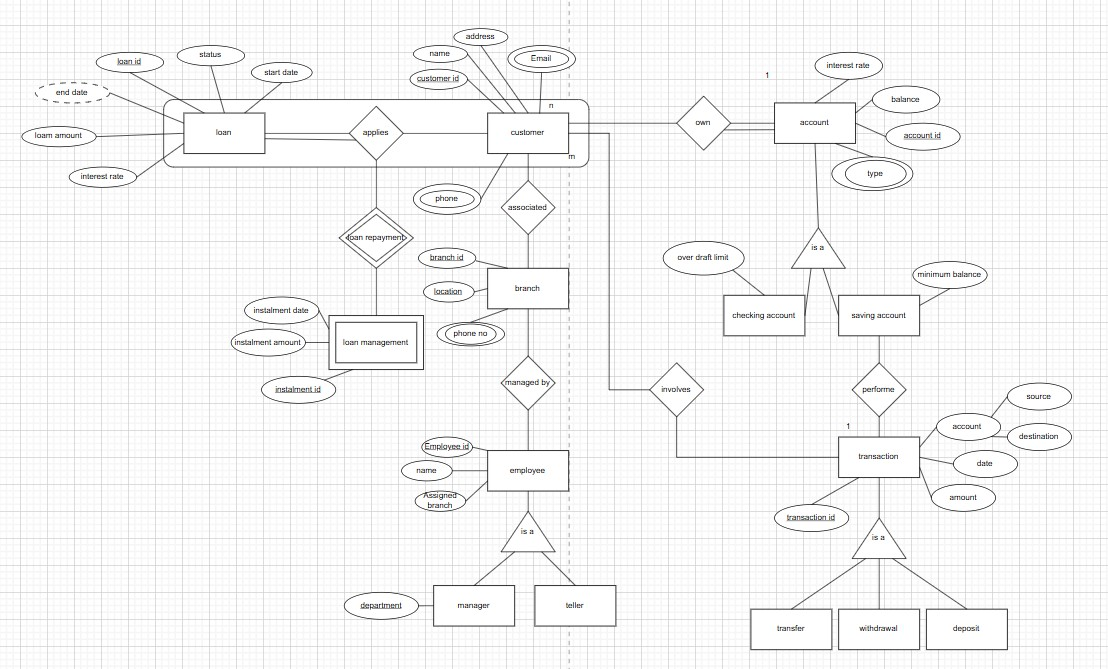 address
name
Email
customer id
loan id
status
start date
end date
loam amount
interest rate
loan
applies
customer
n
m
own
1
account
interest rate
balance
account id
type
phone
associated
loan repayment
is a
over draft limit
minimum balance
checking account
saving account
branch id
location
phone no
branch
instalment date
instalment amount
instalment id
loan management
managed by
involves
performe
1
source
account
destination
date
amount
transaction
transaction id
Employee id
name
Assigned
branch
employee
is a
is a
department
manager
teller
transfer
withdrawal
deposit